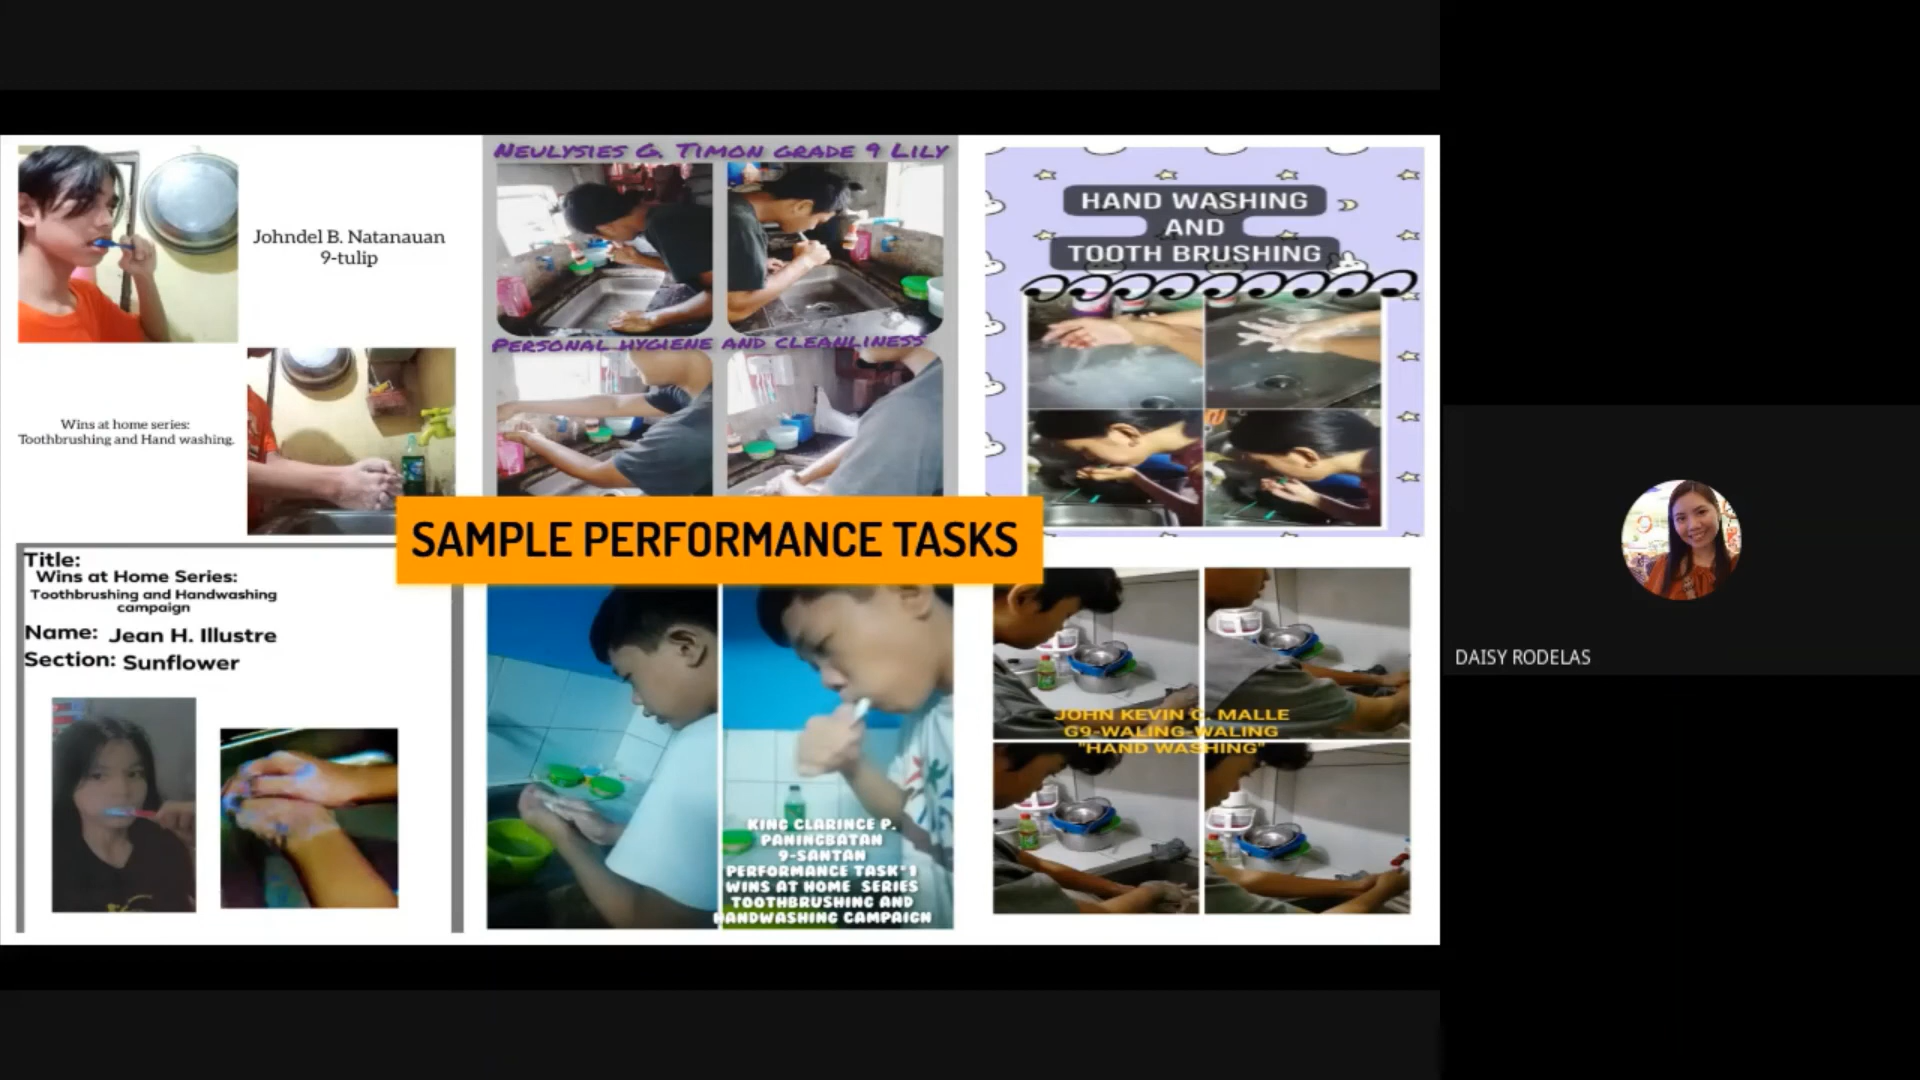 Johndel B. Natanauan
9-tulip
Wins at home series:
Toothbrushing and Hand washing.
NEULYSIES G. TIMON GRADE 9 LILY
PERSONAL HYGIENE AND CLEANLINESS
HAND WASHING
AND
TOOTH BRUSHING
SAMPLE PERFORMANCE TASKS
Title:
Wins at Home Series:
Toothbrushing and Handwashing
campaign
Name: Jean H. Illustre
Section: Sunflower
KING CLARINCE P.
PANINGBATAN
9-SANTAN
PERFORMANCE TASK*1
WINS AT HOME SERIES
TOOTHBRUSHING AND
HANDWASHING CAMPAIGN
JOHN KEVIN C. MALLE
G9-WALING-WALING
"HAND WASHING"
DAISY RODELAS